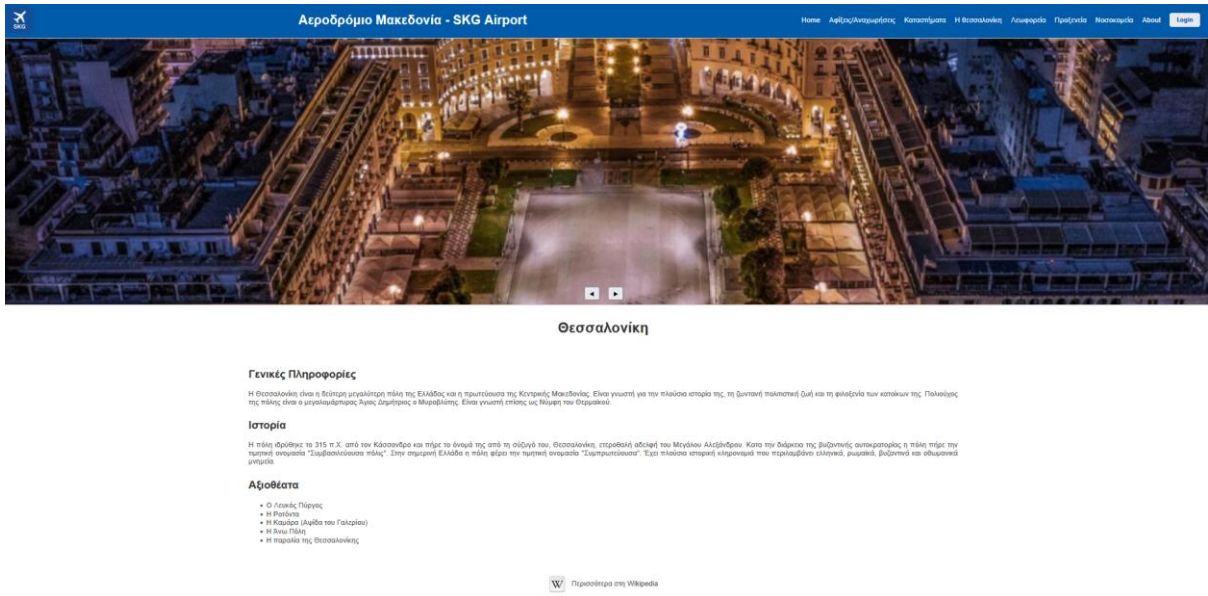 SKG
Αεροδρόμιο Μακεδονία - SKG Airport
Home Αφίξεις/Αναχωρήσεις Καταστήματα Η Θεσσαλονίκη Λεωφορεία Προξενεία Νοσοκομεία About Login
Θεσσαλονίκη
Γενικές Πληροφορίες
Η Θεσσαλονίκη είναι η δεύτερη μεγαλύτερη πόλη της Ελλάδας και η πρωτεύουσα της Κεντρικής Μακεδονίας. Είναι γνωστή για την πλούσια ιστορία της, τη ζωντανή πολιτιστική ζωή και τη φιλοξενία των κατοίκων της. Πολιούχος
της πόλης είναι ο μεγαλομάρτυρας Άγιος Δημήτριος ο Μυροβλύτης. Είναι γνωστή επίσης ως Νύμφη του Θερμαϊκού.
Ιστορία
Η πόλη ιδρύθηκε το 315 π.Χ. από τον Κάσσανδρο και πήρε το όνομά της από τη σύζυγό του, Θεσσαλονίκη, ετεροθαλή αδελφή του Μεγάλου Αλεξάνδρου. Κατα την διάρκεια της βυζαντινής αυτοκρατορίας η πόλη πήρε την
τιμητική ονομασία "Συμβασιλεύουσα πόλις". Στην σημερινή Ελλάδα η πόλη φέρει την τιμητική ονομασία "Συμπρωτεύουσα". Έχει πλούσια ιστορική κληρονομιά που περιλαμβάνει ελληνικά, ρωμαϊκά, βυζαντινά και οθωμανικά
μνημεία.
Αξιοθέατα
• Ο Λευκός Πύργος
• Η Ροτόντα
• Η Καμάρα (Αψίδα του Γαλερίου)
• Η Άνω Πόλη
• Η παραλία της Θεσσαλονίκης
W Περισσότερα στη Wikipedia